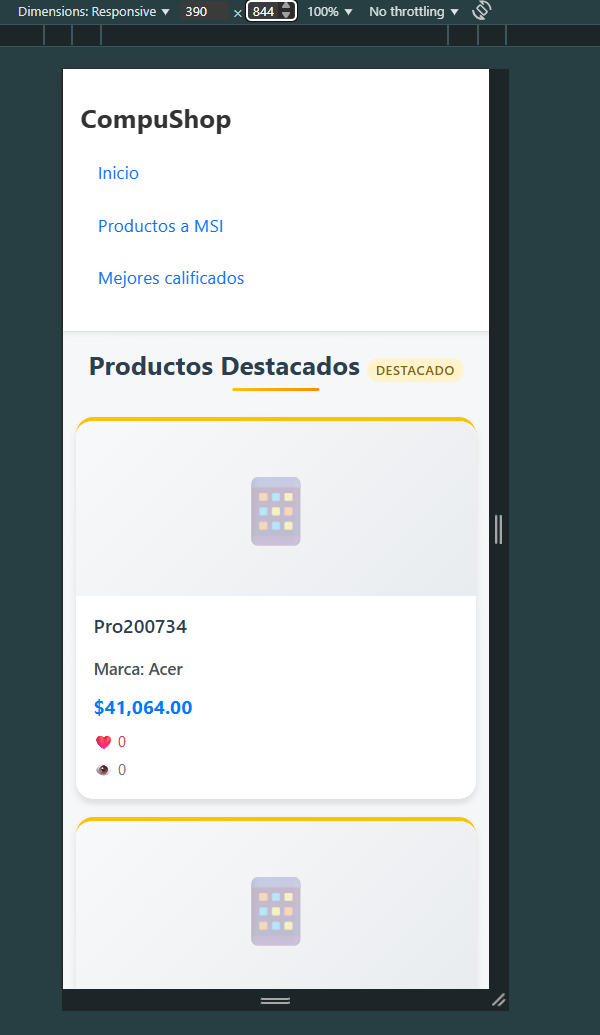 Dimensions: Responsive 390 × 844 100% No throttling
CompuShop
Inicio
Productos a MSI
Mejores calificados
Productos Destacados DESTACADO
Pro200734
Marca: Acer
$41,064.00
0
0